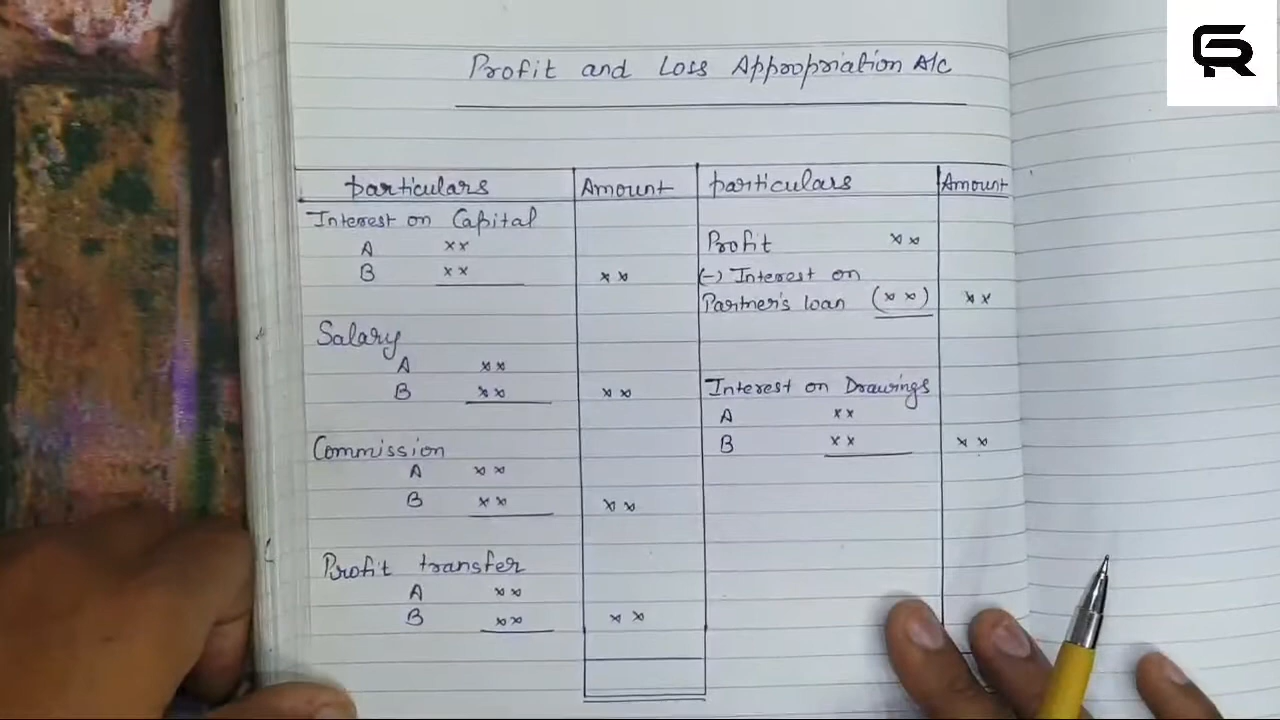 Profit and Loss Appropriation A/C
particulars Amount particulars Amount
Interest on Capital
A xx
B xx xx
Salary
A xx
B xx xx
Commission
A xx
B xx xx
Profit transfer
A xx
B xx xx
Profit xx
(-) Interest on
Partner's loan (xx) xx
Interest on Drawings
A xx
B xx xx